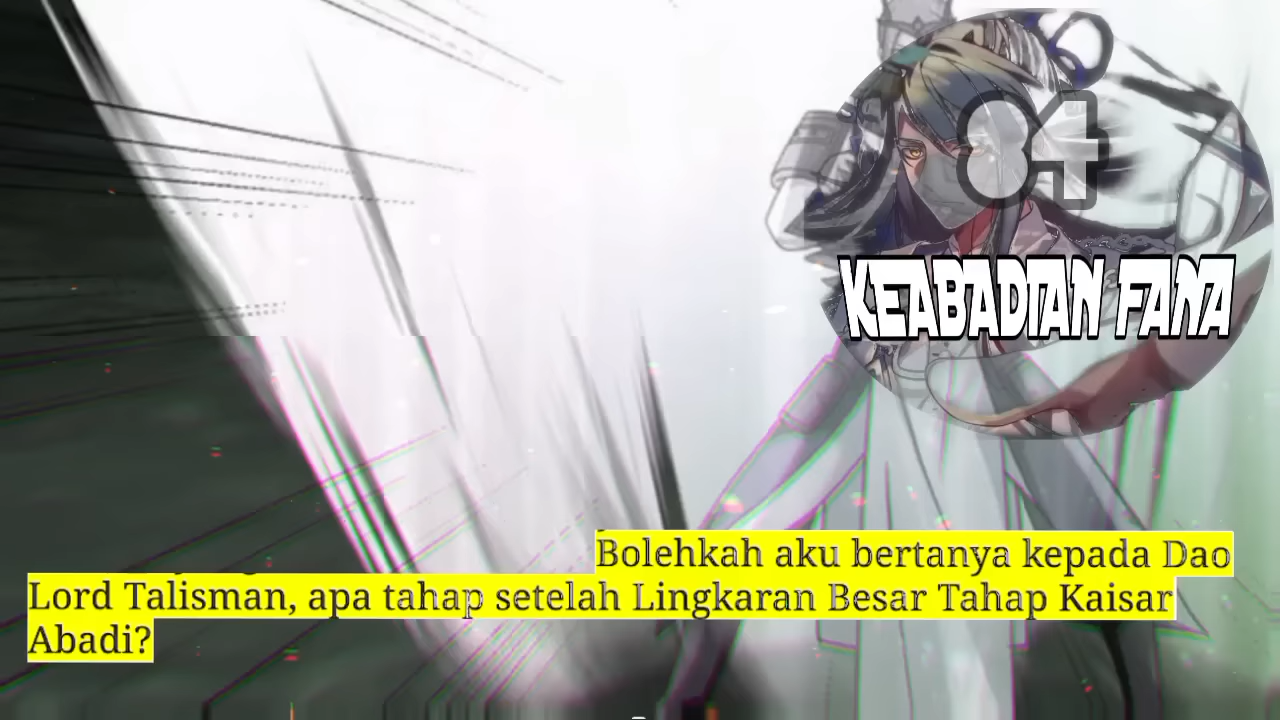 84
KEABADIAN FANA
Bolehkah aku bertanya kepada Dao
Lord Talisman, apa tahap setelah Lingkaran Besar Tahap Kaisar
Abadi?